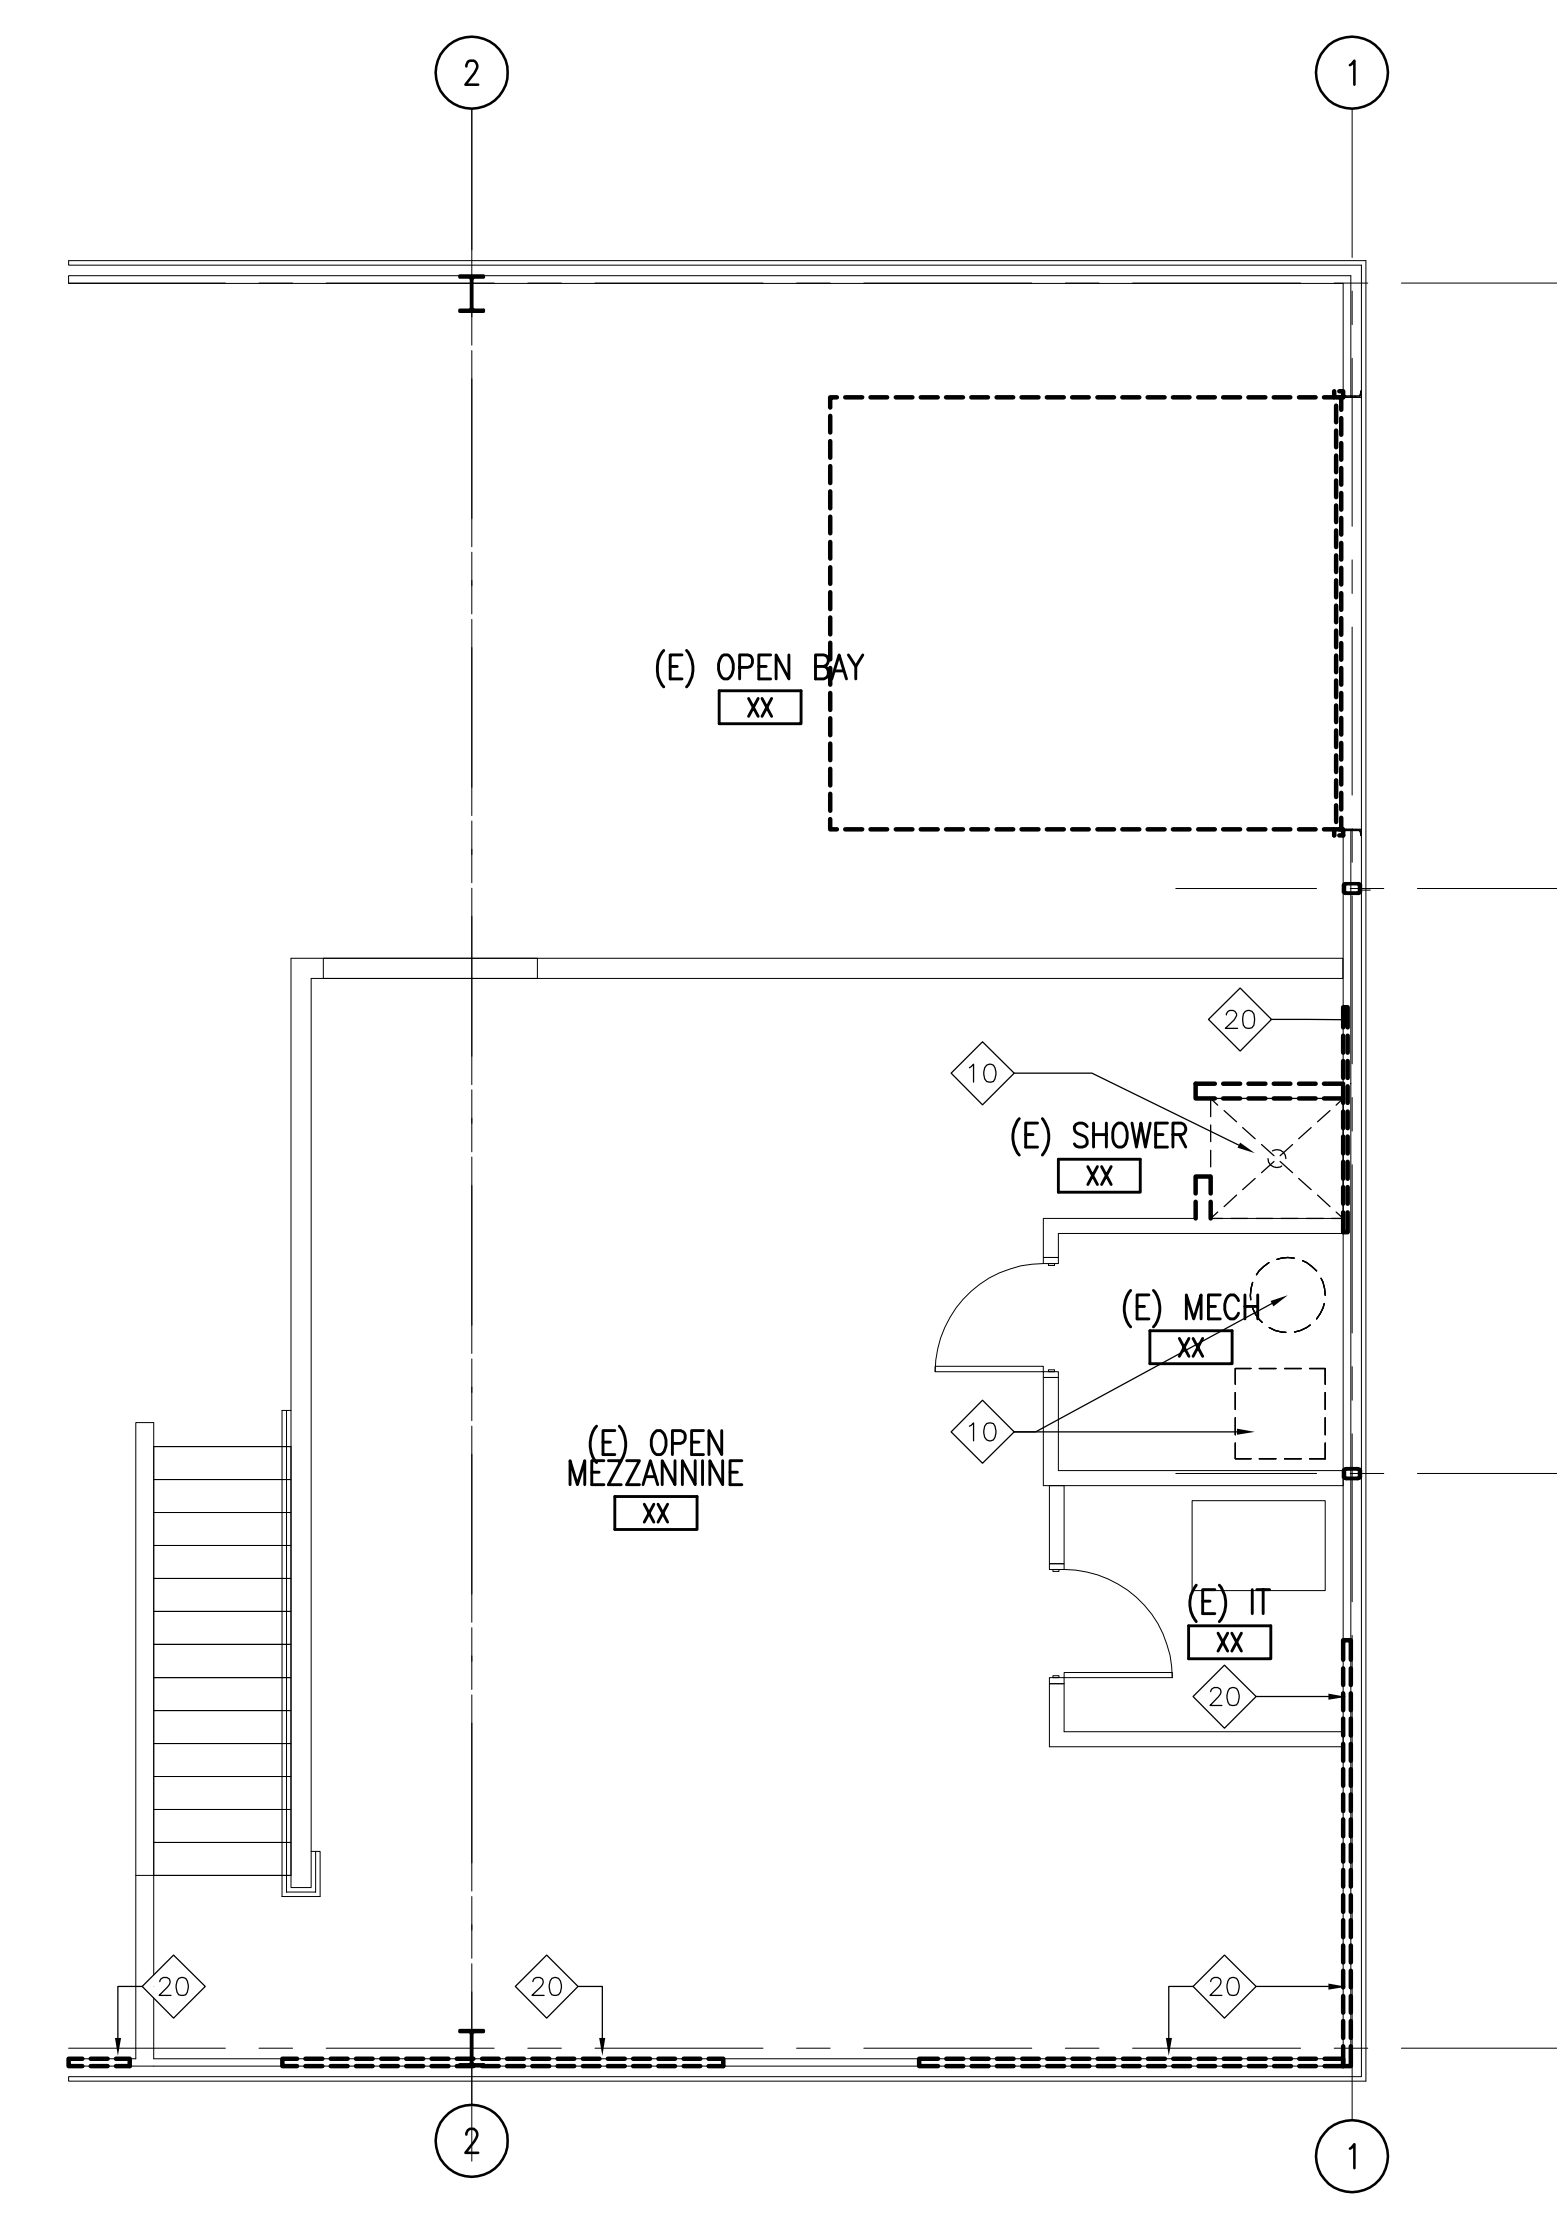 2
1
(E) OPEN BAY
XX
20
10
(E) SHOWER
XX
(E) MECH
XX
10
(E) OPEN
MEZZANNINE
XX
(E) IT
XX
20
20
20
20
2
1